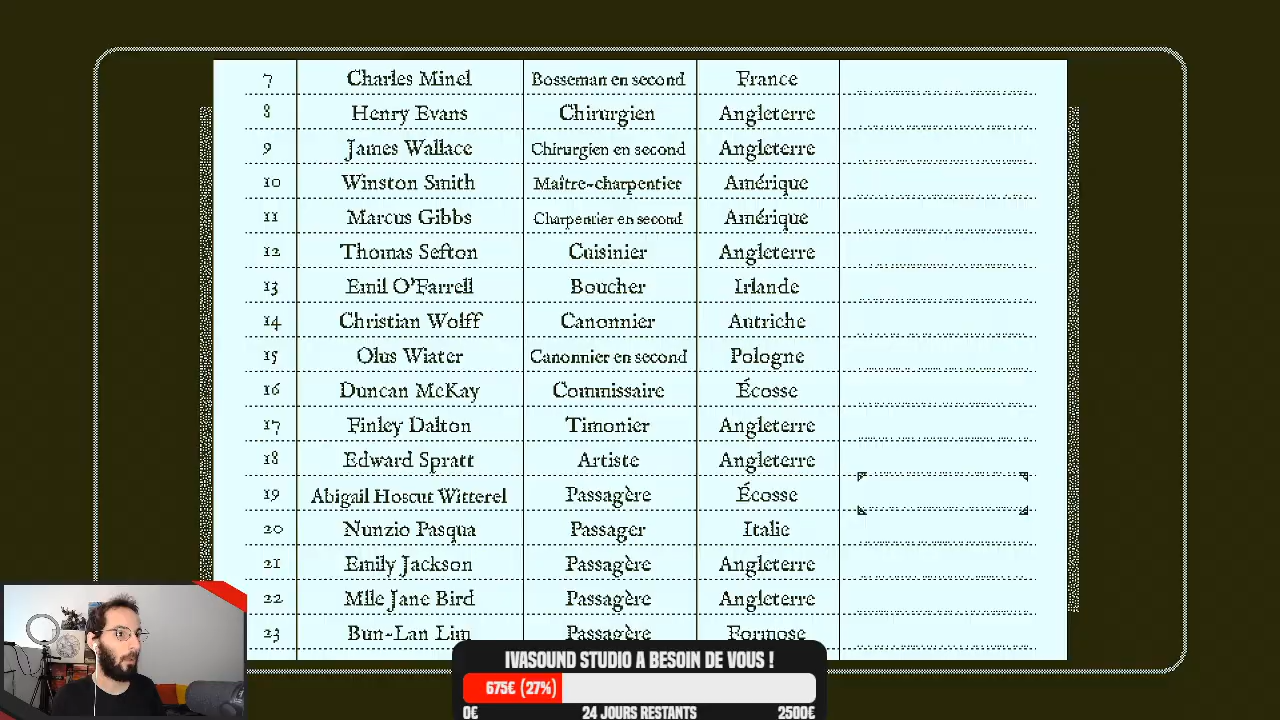 7 Charles Minel Bosseman en second France
8 Henry Evans Chirurgien Angleterre
9 James Wallace Chirurgien en second Angleterre
10 Winston Smith Maître-charpentier Amérique
11 Marcus Gibbs Charpentier en second Amérique
12 Thomas Sefton Cuisinier Angleterre
13 Emil O'Farrell Boucher Irlande
14 Christian Wolff Canonnier Autriche
15 Olus Wiater Canonnier en second Pologne
16 Duncan McKay Commissaire Écosse
17 Finley Dalton Timonier Angleterre
18 Edward Spratt Artiste Angleterre
19 Abigail Hoscut Witterel Passagère Écosse
20 Nunzio Pasqua Passager Italie
21 Emily Jackson Passagère Angleterre
22 Mlle Jane Bird Passagère Angleterre
23 Bun-Lan Lim Passagère Formose
IVASOUND STUDIO A BESOIN DE VOUS !
675€ (27%)
0€ 24 JOURS RESTANTS 2500€